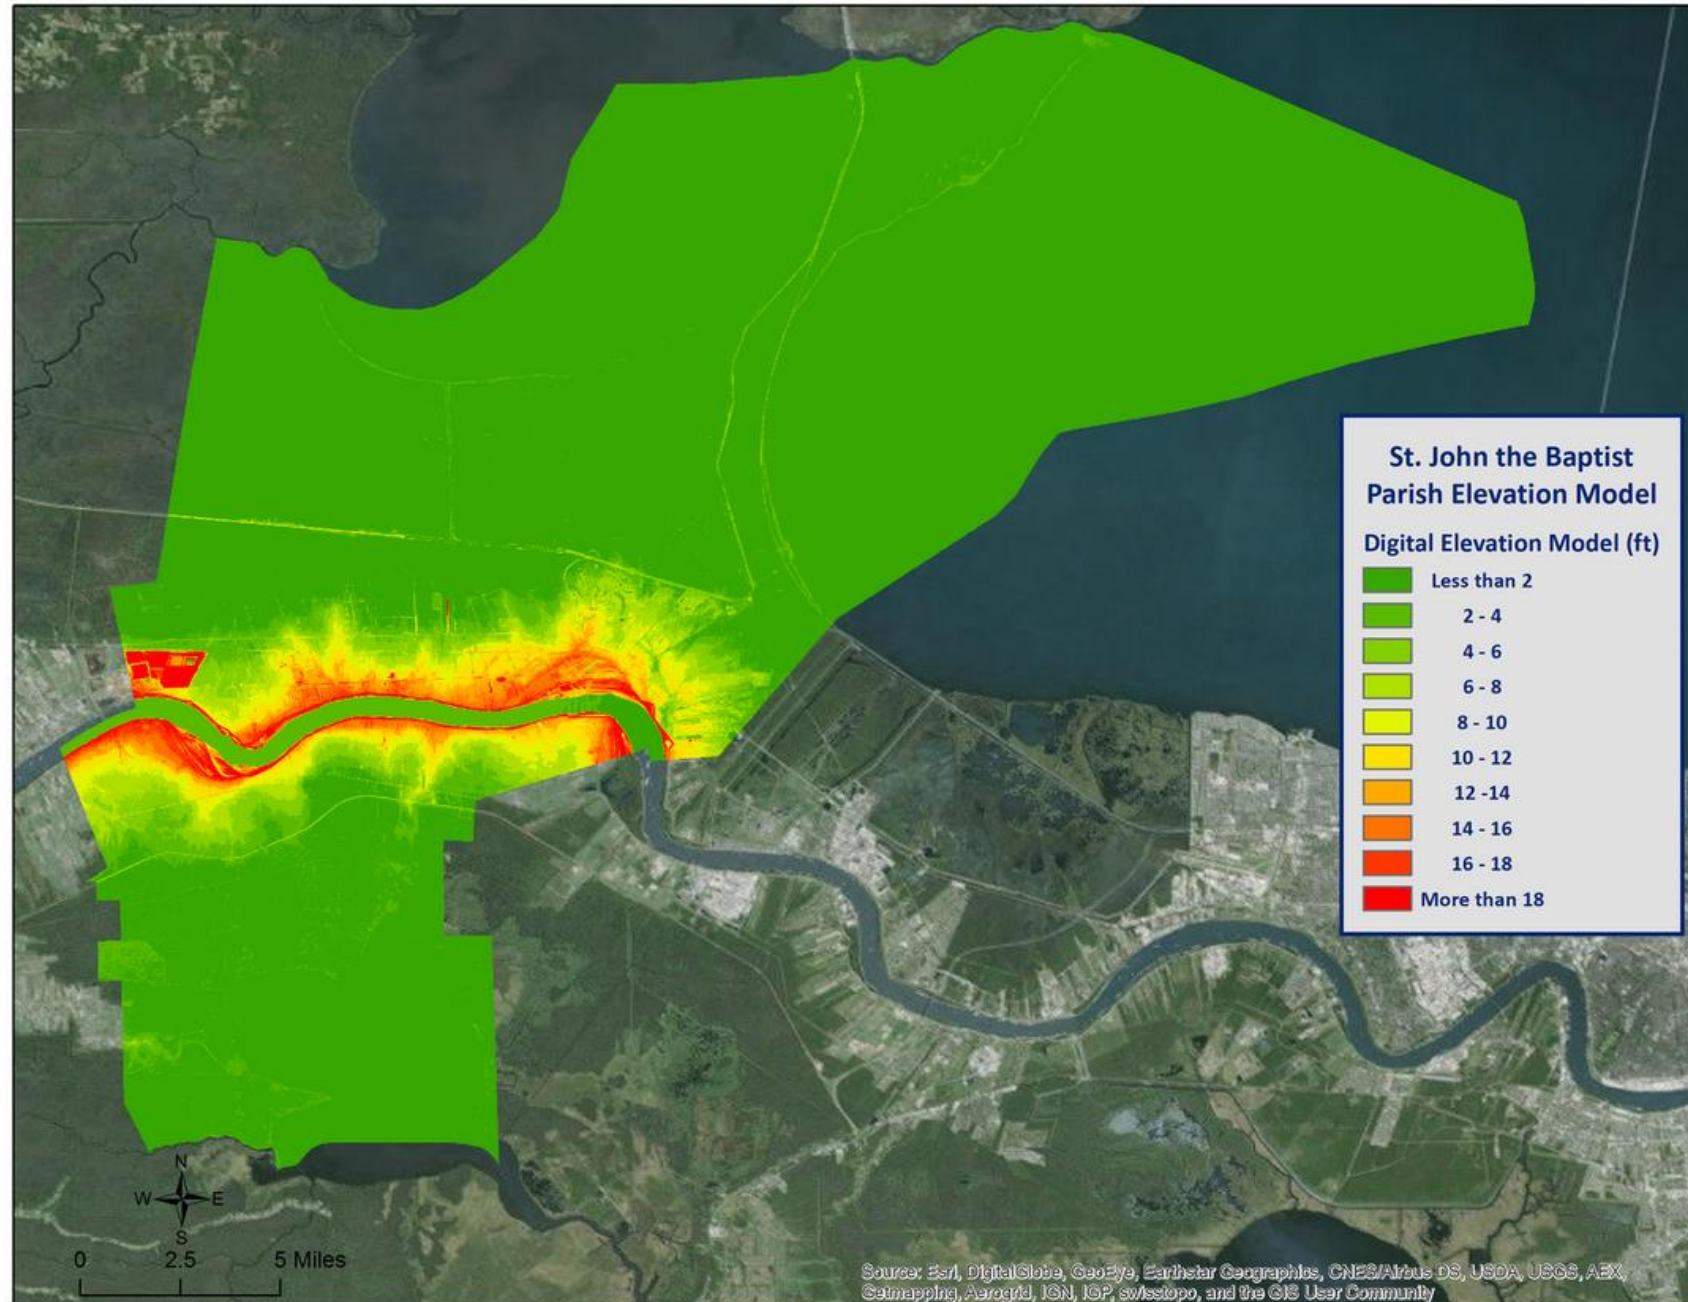 St. John the Baptist
Parish Elevation Model
Digital Elevation Model (ft)
Less than 2
2 - 4
4 - 6
6 - 8
8 - 10
10 - 12
12 -14
14 - 16
16 - 18
More than 18
N
W E
S
0 2.5 5 Miles
Source: Esri, DigitalGlobe, GeoEye, Earthstar Geographics, CNES/Airbus DS, USDA, USGS, AEX,
Getmapping, Aerogrid, IGN, IGP, swisstopo, and the GIS User Community